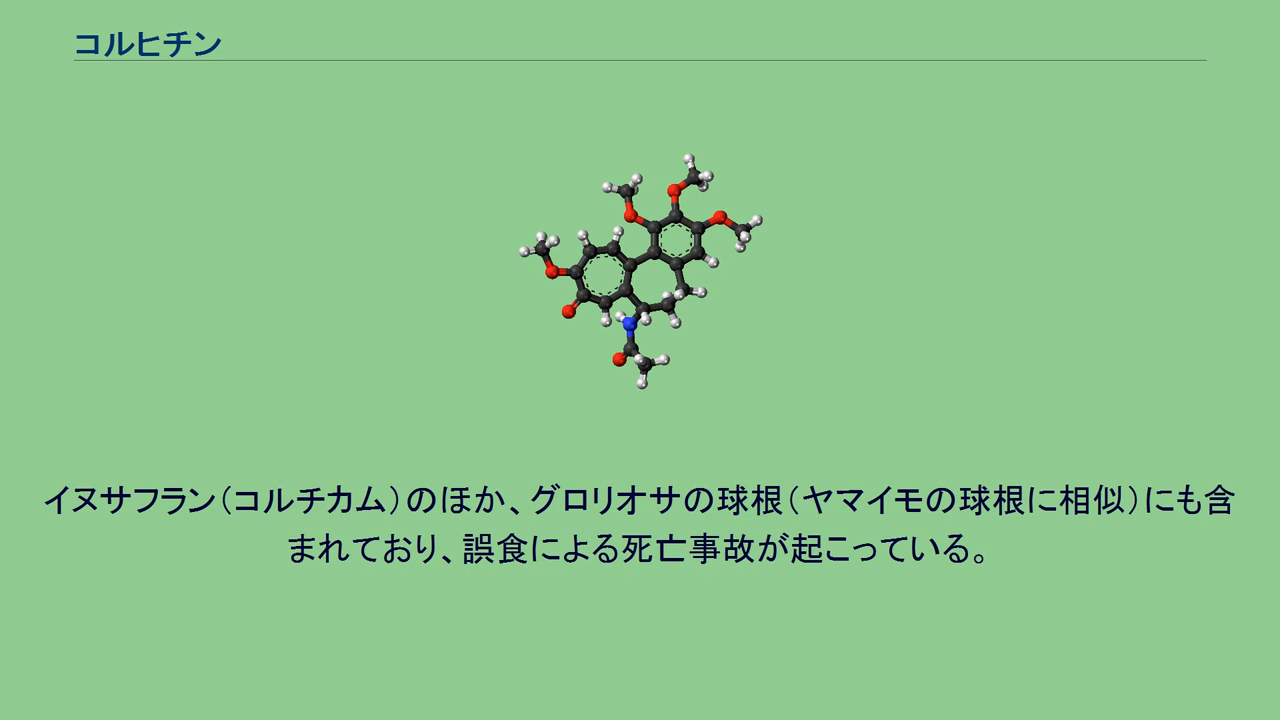 コルヒチン
イヌサフラン（コルチカム）のほか、グロリオサの球根（ヤマイモの球根に相似）にも含
まれており、誤食による死亡事故が起こっている。